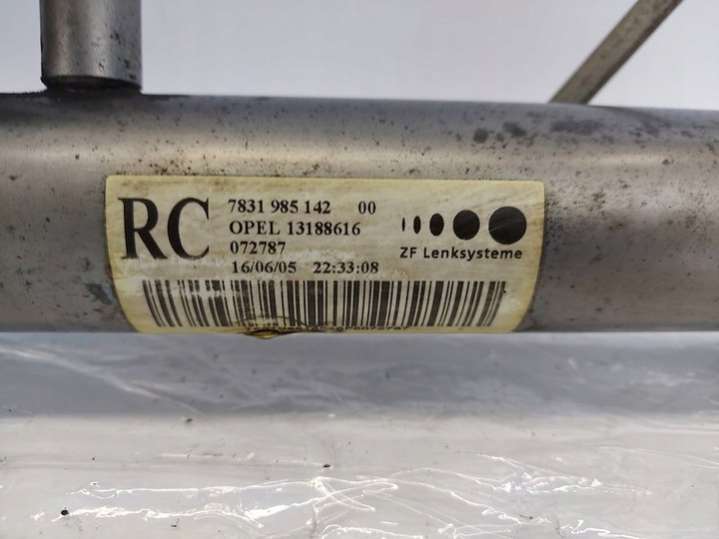 RC
7831 985 142 00
OPEL 13188616
072787
16/06/05 22:33:08
ZF Lenksysteme